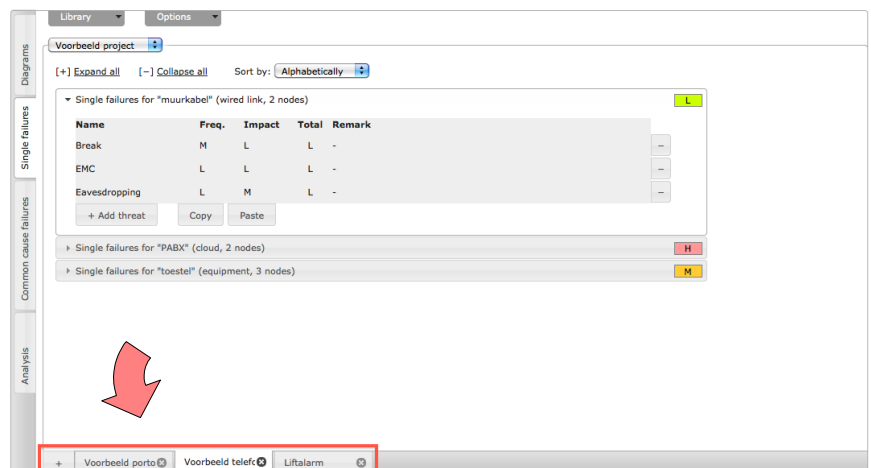 Library Options
Voorbeeld project
[+] Expand all [−] Collapse all Sort by: Alphabetically
Single failures for "muurkabel" (wired link, 2 nodes) L
Name Freq. Impact Total Remark
Break M L L - −
EMC L L L - −
Eavesdropping L M L - −
+ Add threat Copy Paste
Single failures for "PABX" (cloud, 2 nodes) H
Single failures for "toestel" (equipment, 3 nodes) M
Diagrams
Single failures
Common cause failures
Analysis
+ Voorbeeld porto Voorbeeld telefo Liftalarm